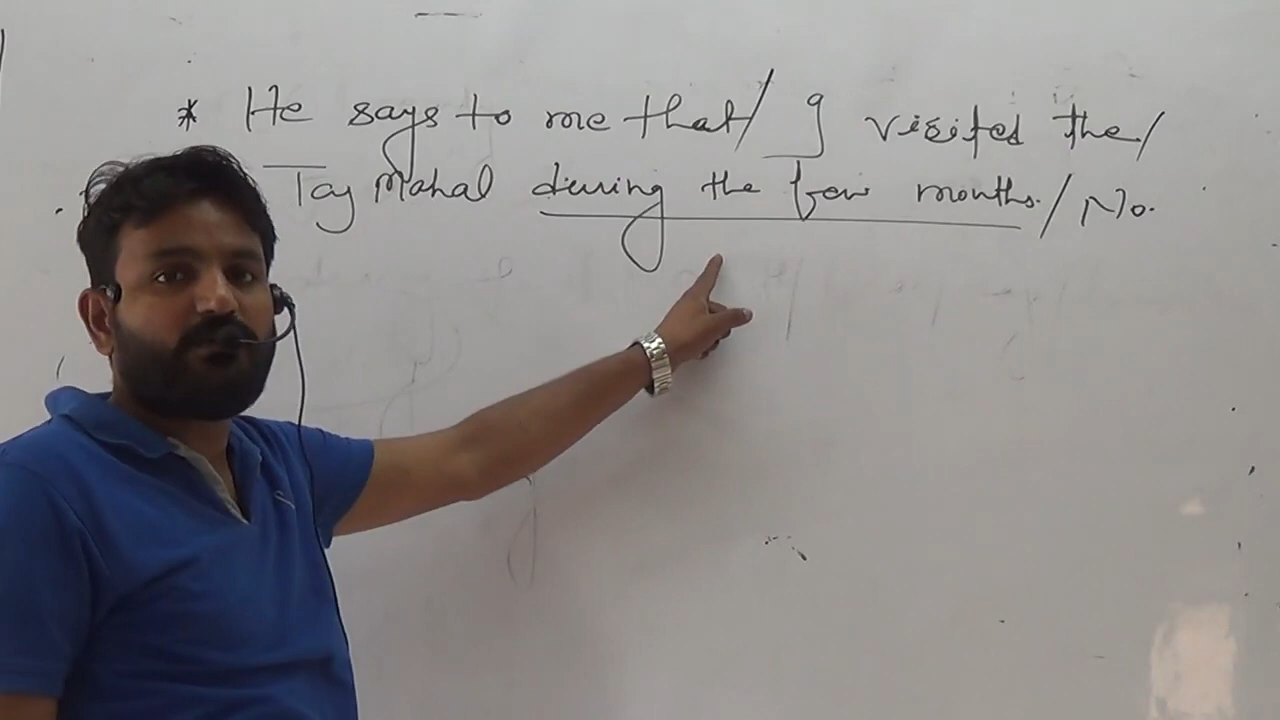 * He says to me that / I visited the /
Taj Mahal during the few months. / No.